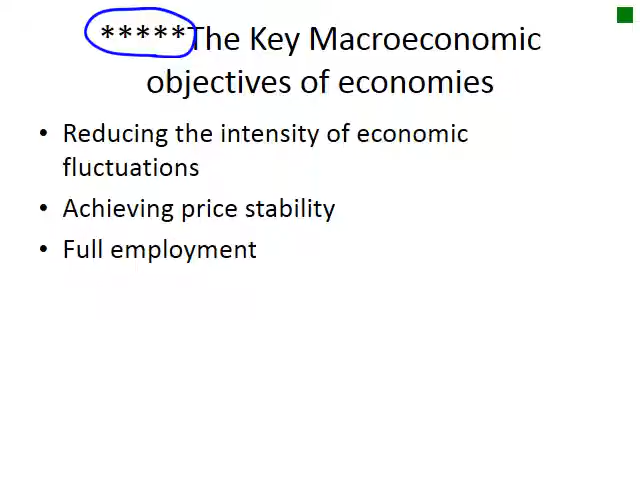 *****The Key Macroeconomic
objectives of economies
• Reducing the intensity of economic
fluctuations
• Achieving price stability
• Full employment